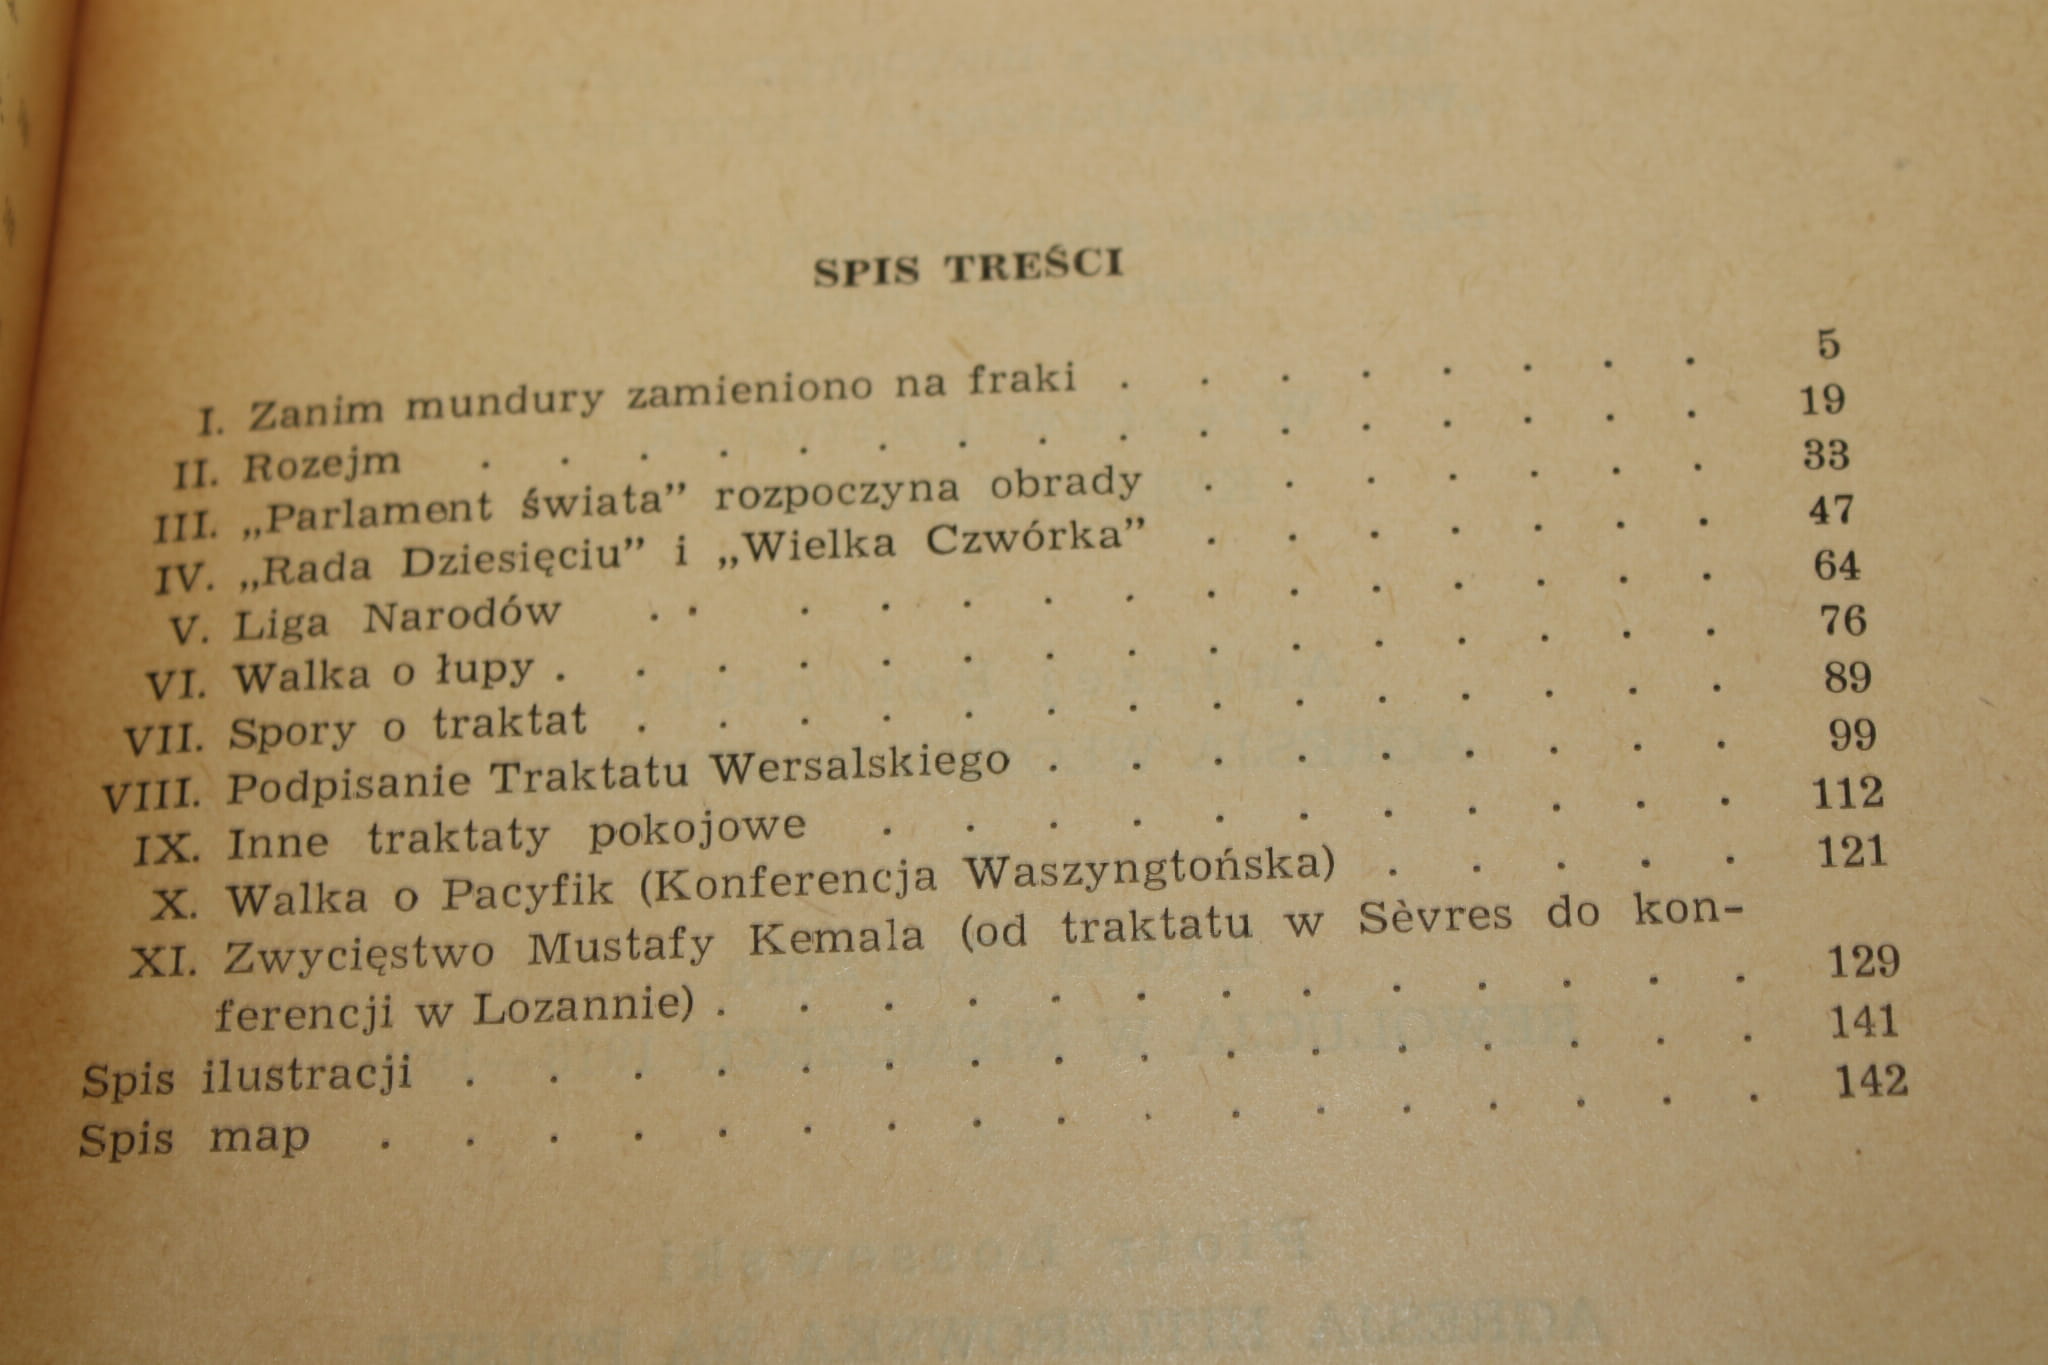 SPIS TREŚCI
I. Zanim mundury zamieniono na fraki . . . . . . . . 5
II. Rozejm . . . . . . . . . . . . . . . . 19
III. „Parlament świata” rozpoczyna obrady . . . . . . . 33
IV. „Rada Dziesięciu” i „Wielka Czwórka” . . . . . . . 47
V. Liga Narodów . . . . . . . . . . . . . . 64
VI. Walka o łupy . . . . . . . . . . . . . . . 76
VII. Spory o traktat . . . . . . . . . . . . . . 89
VIII. Podpisanie Traktatu Wersalskiego . . . . . . . . . 99
IX. Inne traktaty pokojowe . . . . . . . . . . . 112
X. Walka o Pacyfik (Konferencja Waszyngtońska) . . . . . 121
XI. Zwycięstwo Mustafy Kemala (od traktatu w Sèvres do kon-
ferencji w Lozannie) . . . . . . . . . . . . . 129
Spis ilustracji . . . . . . . . . . . . . . . . 141
Spis map . . . . . . . . . . . . . . . . . 142